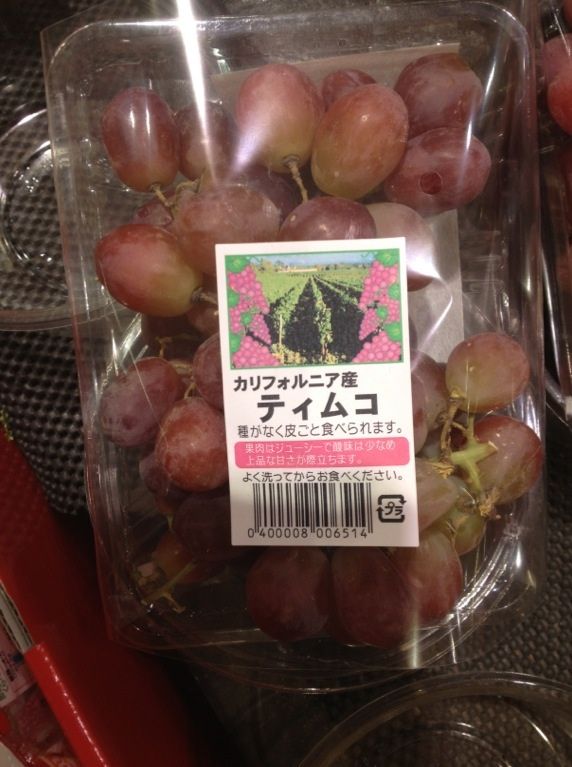 カリフォルニア産
ティムコ
種がなく皮ごと食べられます。
果肉はジューシーで酸味は少なめ
上品な甘さが際立ちます。
よく洗ってからお食べください。
プラ
0 400008 006514